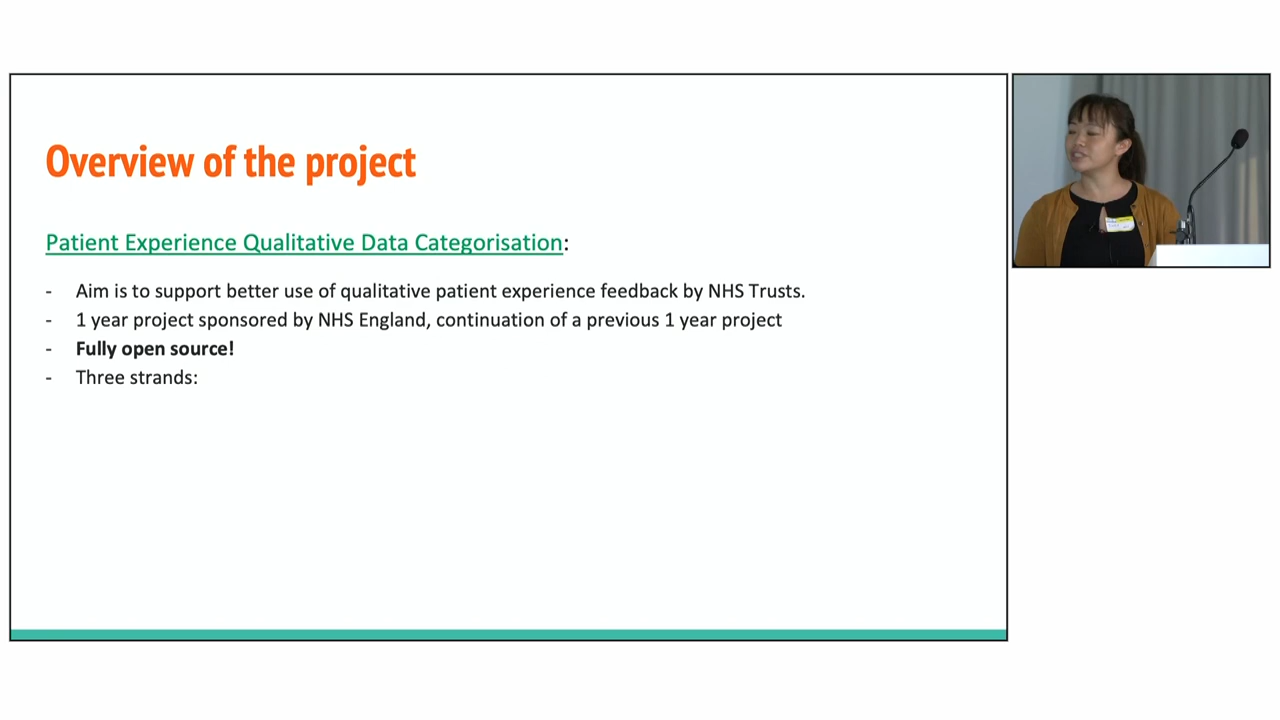 Overview of the project
Patient Experience Qualitative Data Categorisation:
- Aim is to support better use of qualitative patient experience feedback by NHS Trusts.
- 1 year project sponsored by NHS England, continuation of a previous 1 year project
- Fully open source!
- Three strands: